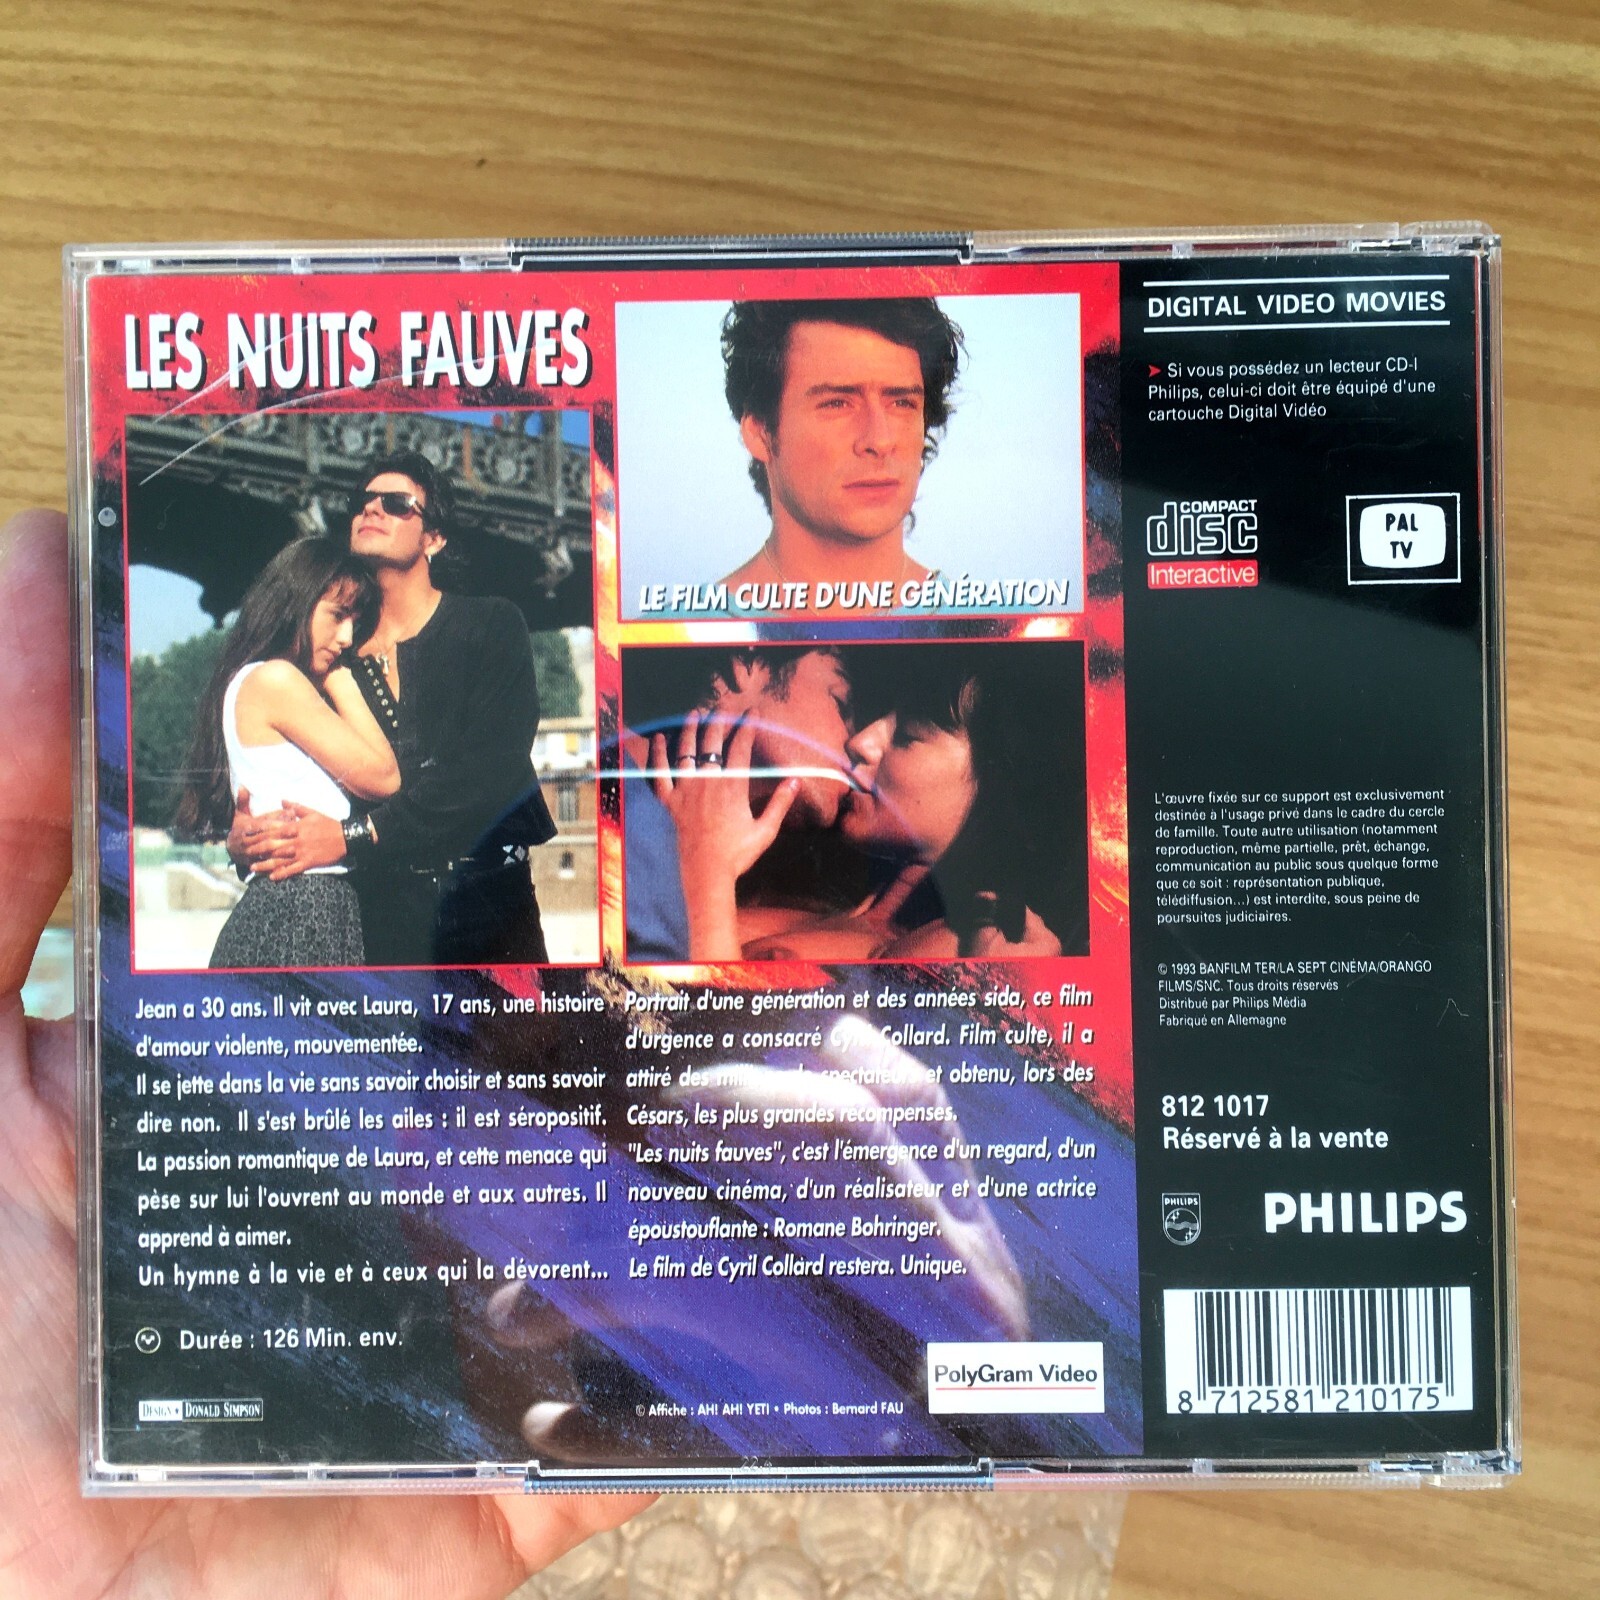 LES NUITS FAUVES
LE FILM CULTE D'UNE GÉNÉRATION
Jean a 30 ans. Il vit avec Laura, 17 ans, une histoire
d'amour violente, mouvementée.
Il se jette dans la vie sans savoir choisir et sans savoir
dire non. Il s'est brûlé les ailes : il est séropositif.
La passion romantique de Laura, et cette menace qui
pèse sur lui l'ouvrent au monde et aux autres. Il
apprend à aimer.
Un hymne à la vie et à ceux qui la dévorent...
Durée : 126 Min. env.
DESIGN • DONALD SIMPSON
Portrait d'une génération et des années sida, ce film
d'urgence a consacré Cyril Collard. Film culte, il a
attiré des spectateurs et obtenu, lors des
Césars, les plus grandes récompenses.
"Les nuits fauves", c'est l'émergence d'un regard, d'un
nouveau cinéma, d'un réalisateur et d'une actrice
époustouflante : Romane Bohringer.
Le film de Cyril Collard restera. Unique.
© Affiche : AH! AH! YETI • Photos : Bernard FAU
PolyGram Video
DIGITAL VIDEO MOVIES
Si vous possédez un lecteur CD-I
Philips, celui-ci doit être équipé d'une
cartouche Digital Vidéo
COMPACT
disc
Interactive
PAL
TV
L'œuvre fixée sur ce support est exclusivement
destinée à l'usage privé dans le cadre du cercle
de famille. Toute autre utilisation (notamment
reproduction, même partielle, prêt, échange,
communication au public sous quelque forme
que ce soit : représentation publique,
télédiffusion...) est interdite, sous peine de
poursuites judiciaires.
© 1993 BANFILM TER/LA SEPT CINÉMA/ORANGO
FILMS/SNC. Tous droits réservés
Distribué par Philips Média
Fabriqué en Allemagne
812 1017
Réservé à la vente
PHILIPS
PHILIPS
8 712581 210175